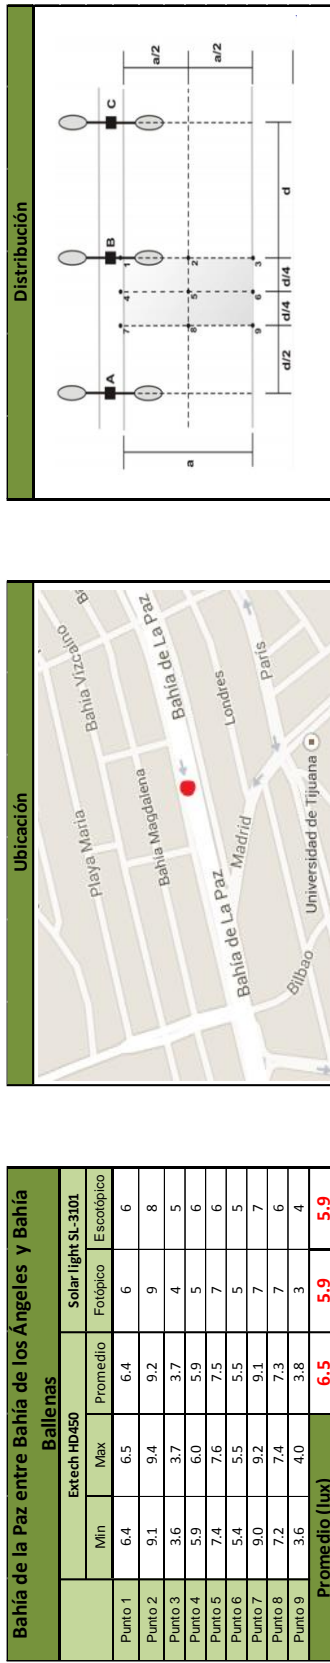 Bahía de la Paz entre Bahía de los Ángeles y Bahía
Ballenas
Extech HD450 Solar light SL-3101
Min Max Promedio Fotópico Escotópico
Punto 1 6.4 6.5 6.4 6 6
Punto 2 9.1 9.4 9.2 9 8
Punto 3 3.6 3.7 3.7 4 5
Punto 4 5.9 6.0 5.9 5 6
Punto 5 7.4 7.6 7.5 7 6
Punto 6 5.4 5.5 5.5 5 5
Punto 7 9.0 9.2 9.1 7 7
Punto 8 7.2 7.4 7.3 7 6
Punto 9 3.6 4.0 3.8 3 4
Promedio (lux) 6.5 5.9 5.9
Ubicación
Bahía Vizcaíno
Playa María
Bahía Magdalena
Bahía de La Paz
Bahía de La Paz
Londres
Madrid
París
Bilbao
Universidad de Tijuana
Distribución
A B C
a/2 a/2
7 4 1
8 5 2
9 6 3
a
d/2 d/4 d/4 d